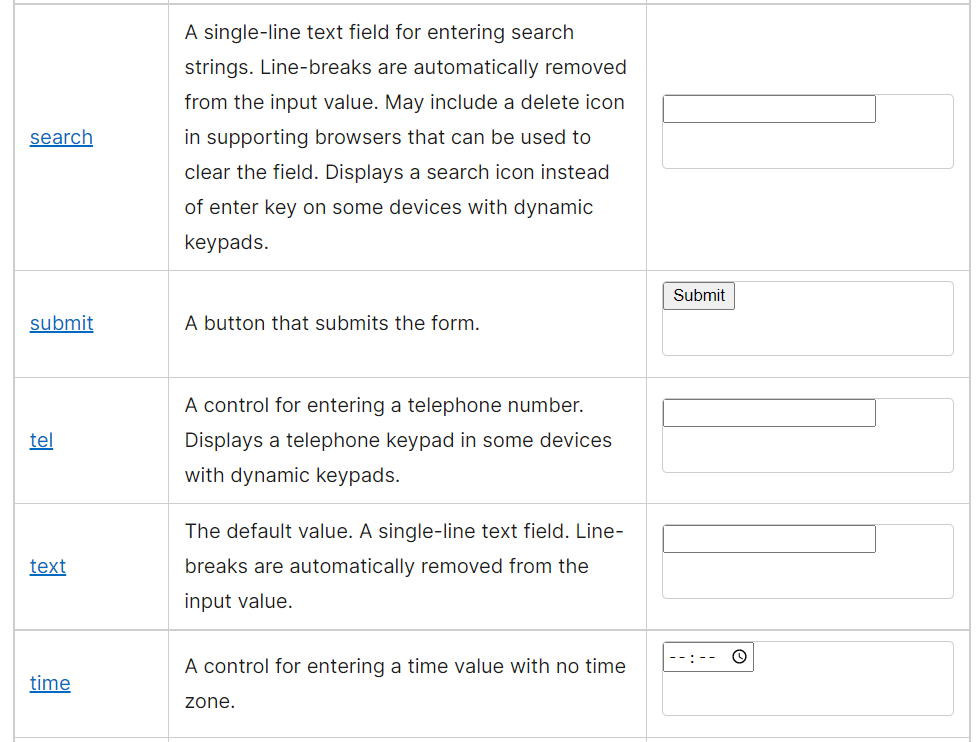 search
A single-line text field for entering search
strings. Line-breaks are automatically removed
from the input value. May include a delete icon
in supporting browsers that can be used to
clear the field. Displays a search icon instead
of enter key on some devices with dynamic
keypads.
submit
A button that submits the form.
Submit
tel
A control for entering a telephone number.
Displays a telephone keypad in some devices
with dynamic keypads.
text
The default value. A single-line text field. Line-
breaks are automatically removed from the
input value.
time
A control for entering a time value with no time
zone.
--:--